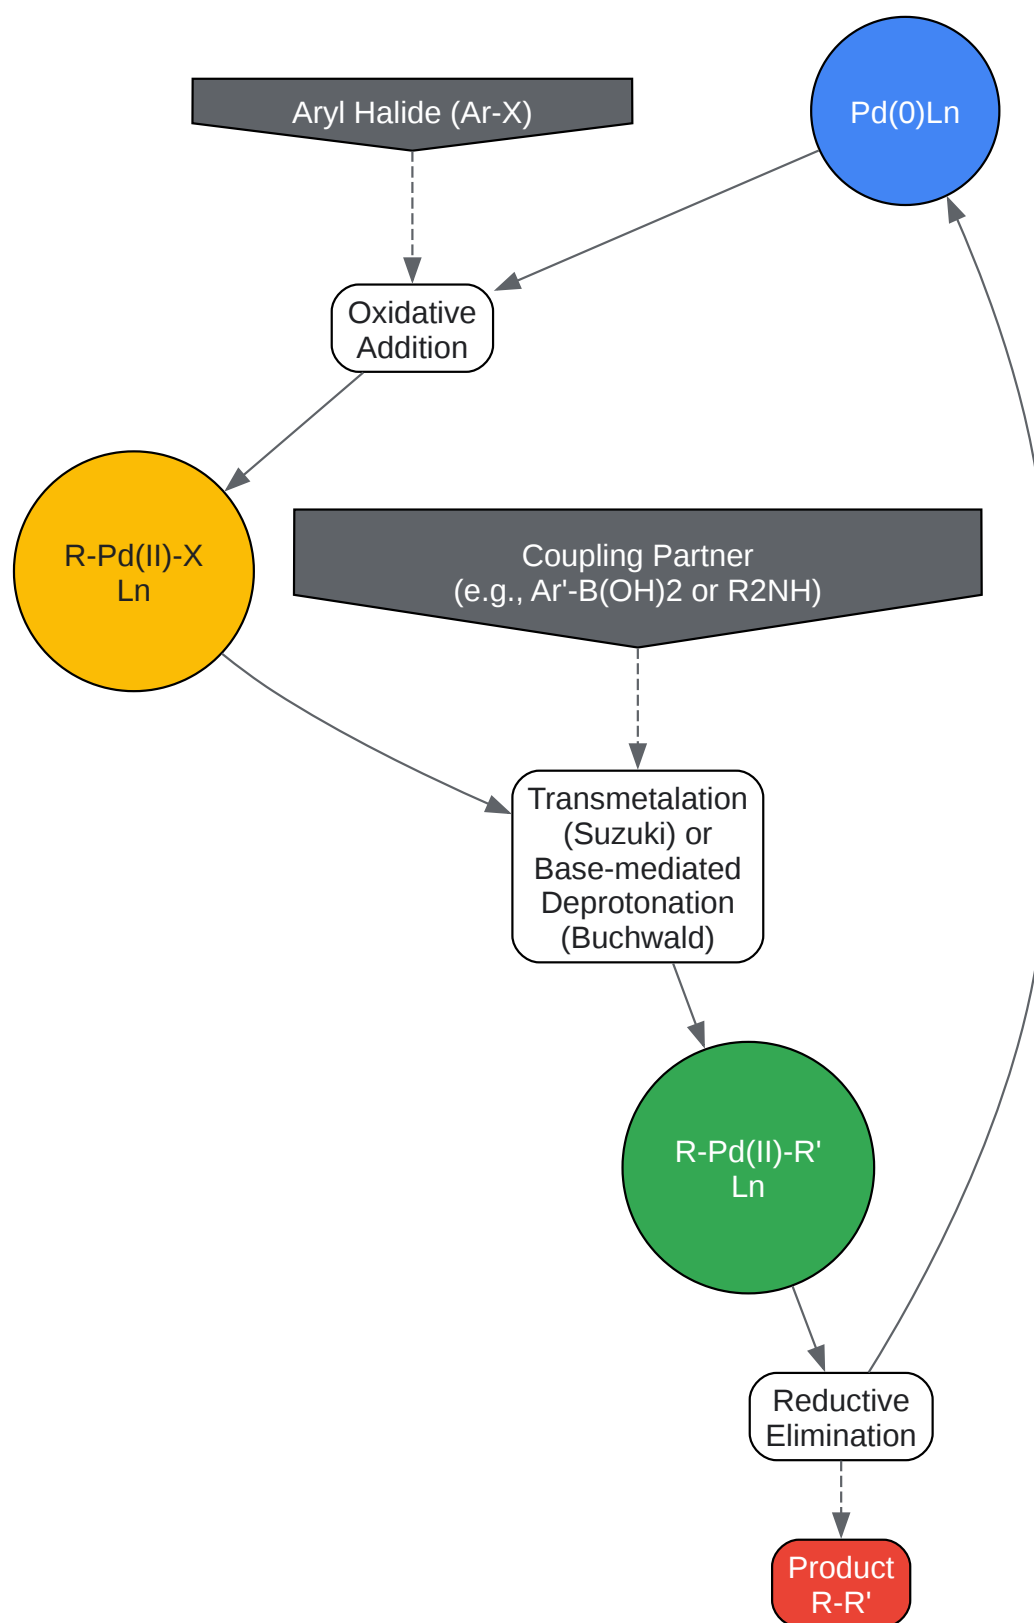 Aryl Halide (Ar-X)
Pd(0)Ln
Oxidative
Addition
R-Pd(II)-X
Ln
Coupling Partner
(e.g., Ar'-B(OH)2 or R2NH)
Transmetalation
(Suzuki) or
Base-mediated
Deprotonation
(Buchwald)
R-Pd(II)-R'
Ln
Reductive
Elimination
Product
R-R'